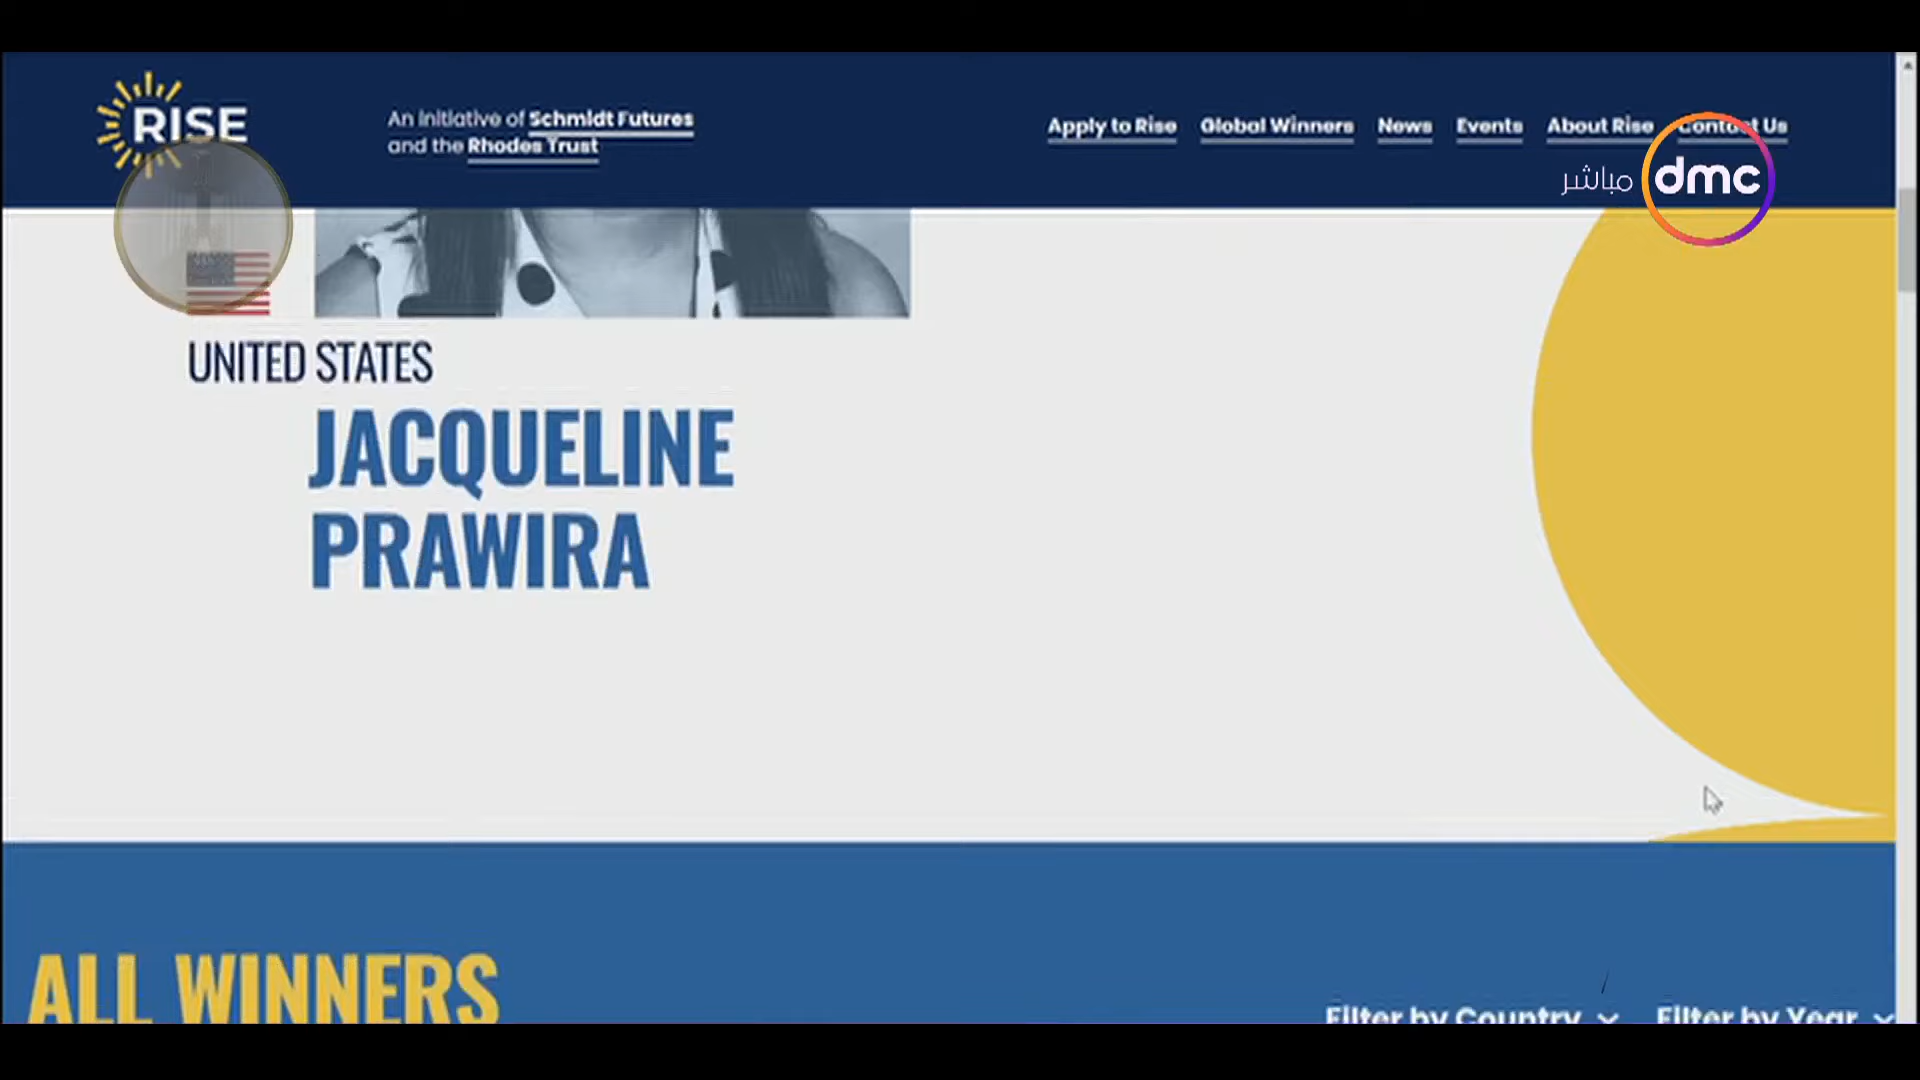 RISE
An initiative of Schmidt Futures
and the Rhodes Trust
Apply to Rise
Global Winners
News
Events
About Rise
Contact Us
مباشر
dmc
UNITED STATES
JACQUELINE
PRAWIRA
ALL WINNERS
Filter by Country
Filter by Year